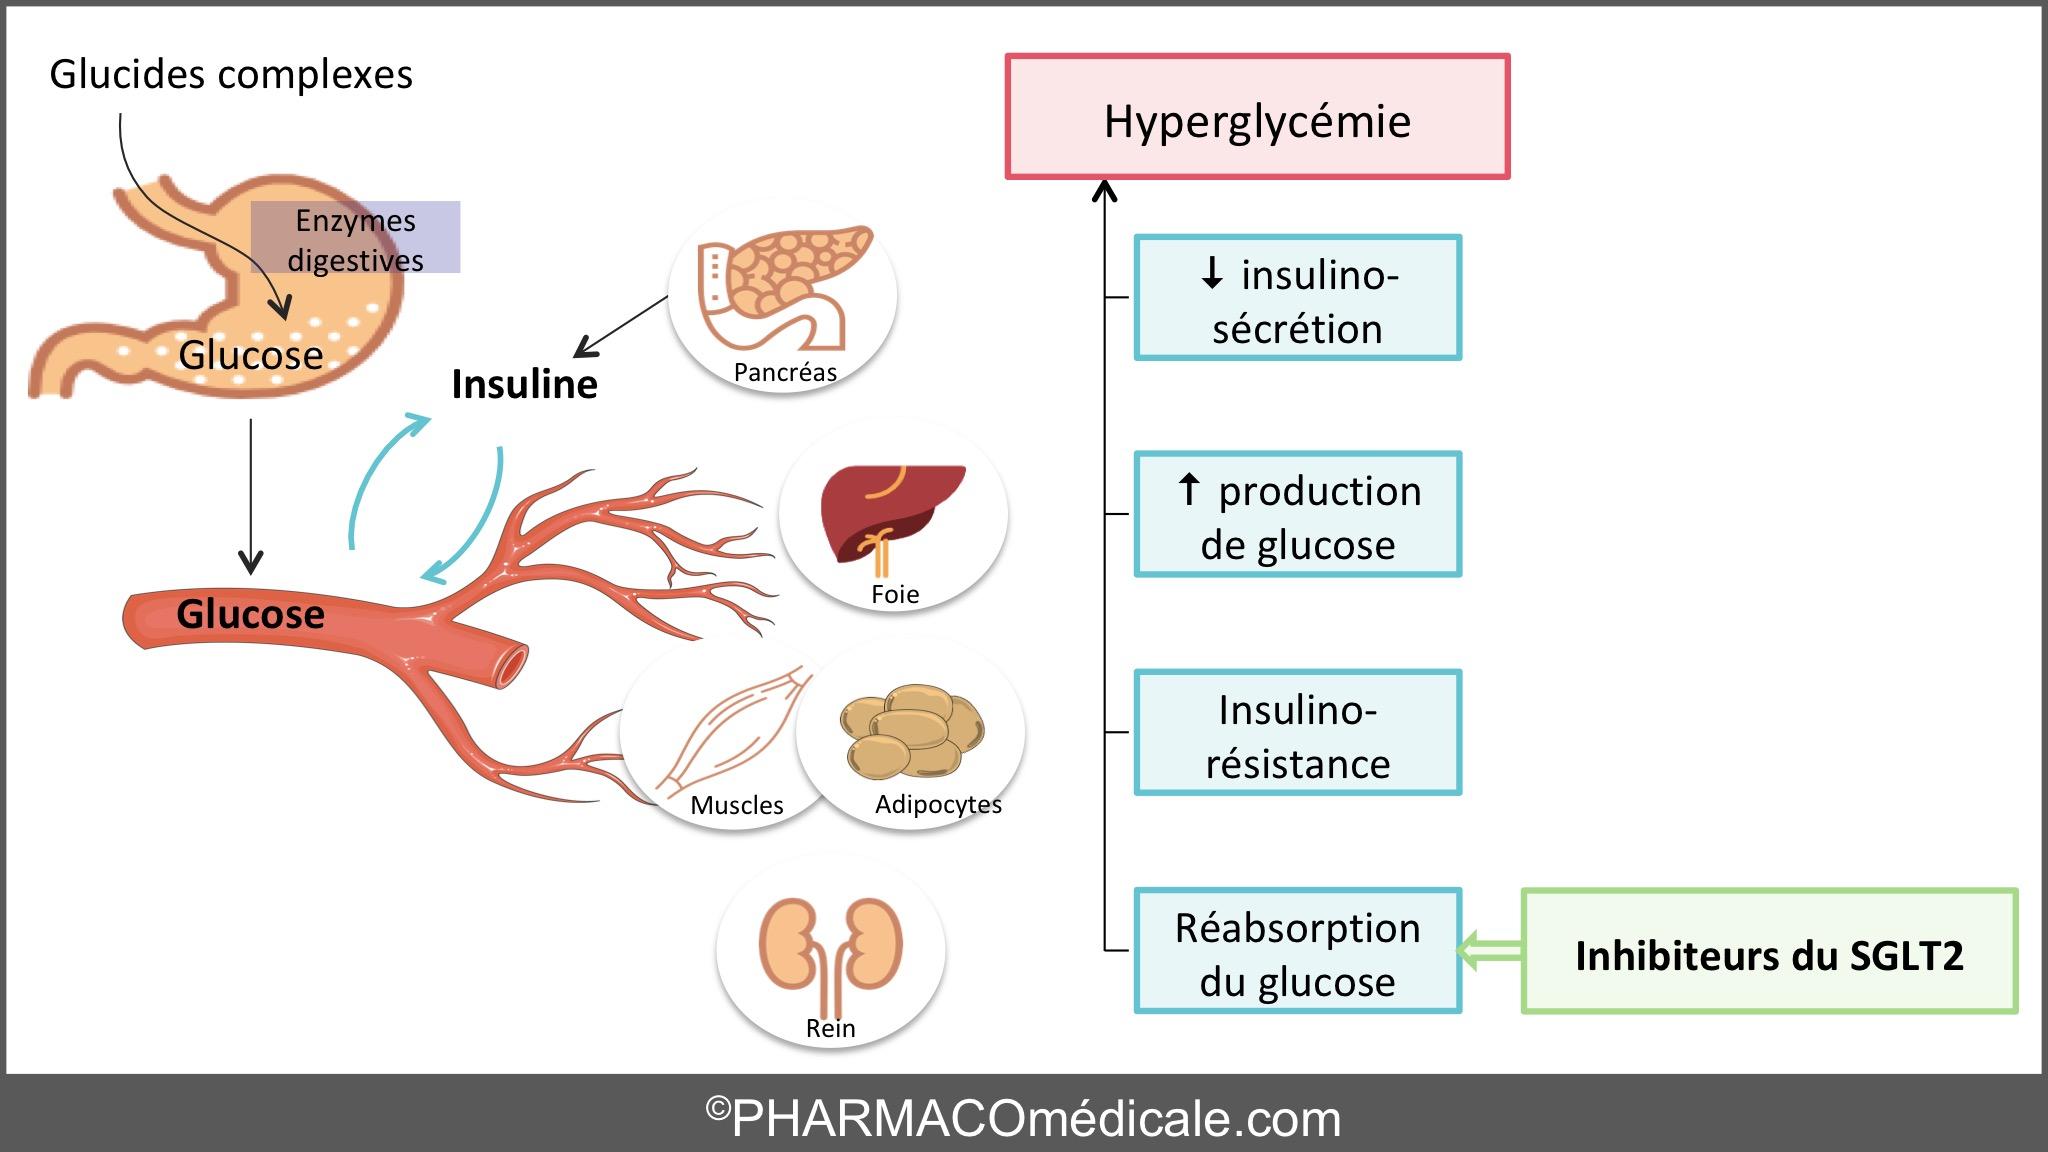 Glucides complexes
Enzymes
digestives
Glucose
Insuline
Pancréas
Glucose
Foie
Muscles
Adipocytes
Rein
Hyperglycémie
↓ insulino-
sécrétion
↑ production
de glucose
Insulino-
résistance
Réabsorption
du glucose
Inhibiteurs du SGLT2
©PHARMACOmédicale.com